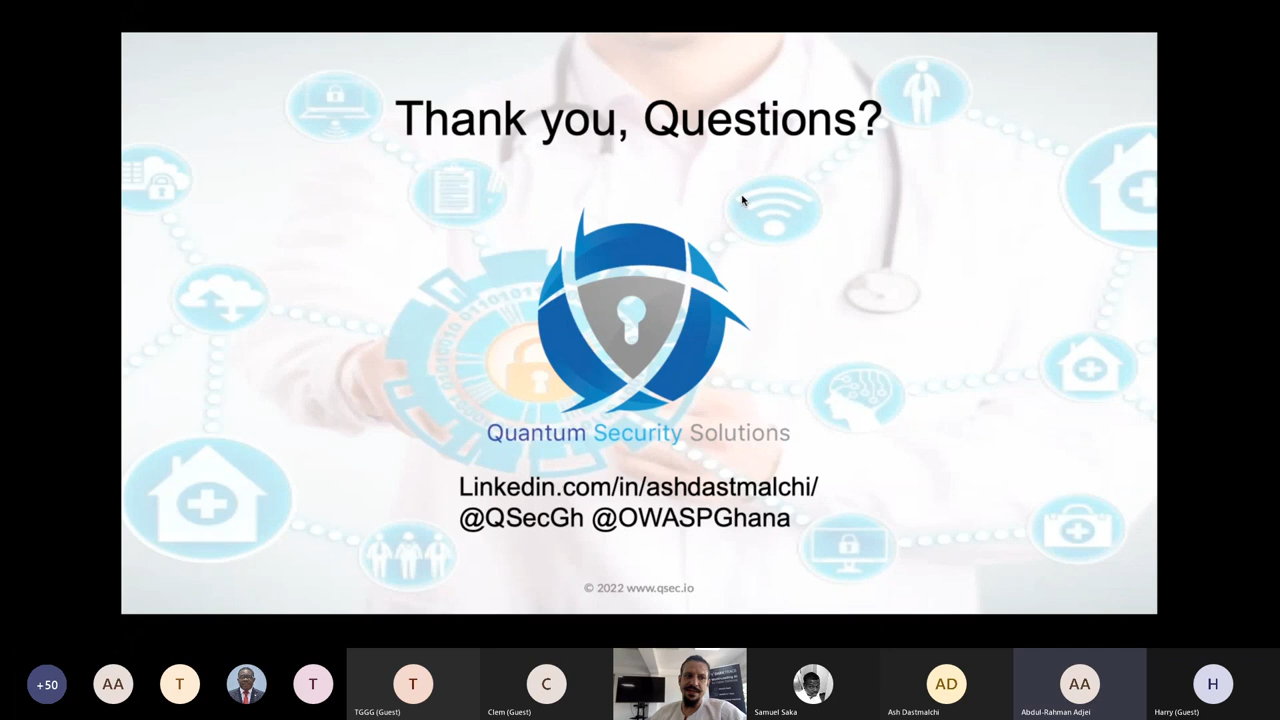 Thank you, Questions?
Quantum Security Solutions
Linkedin.com/in/ashdastmalchi/
@QSecGh @OWASPGhana
© 2022 www.qsec.io
+50
AA
T
T
T
TGGG (Guest)
C
Clem (Guest)
Samuel Saka
AD
Ash Dastmalchi
AA
Abdul-Rahman Adjei
H
Harry (Guest)